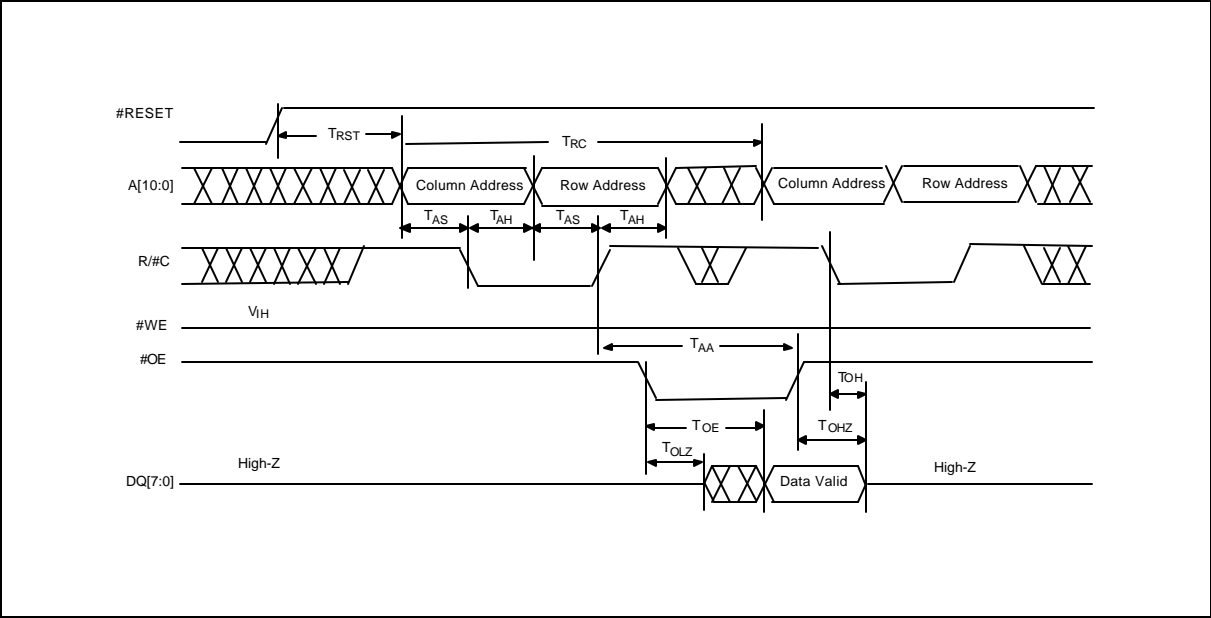 #RESET
TRST
TRC
A[10:0]
Column Address
Row Address
Column Address
Row Address
TAS
TAH
TAS
TAH
R/#C
VIH
#WE
TAA
#OE
TOH
TOE
TOHZ
TOLZ
High-Z
High-Z
DQ[7:0]
Data Valid